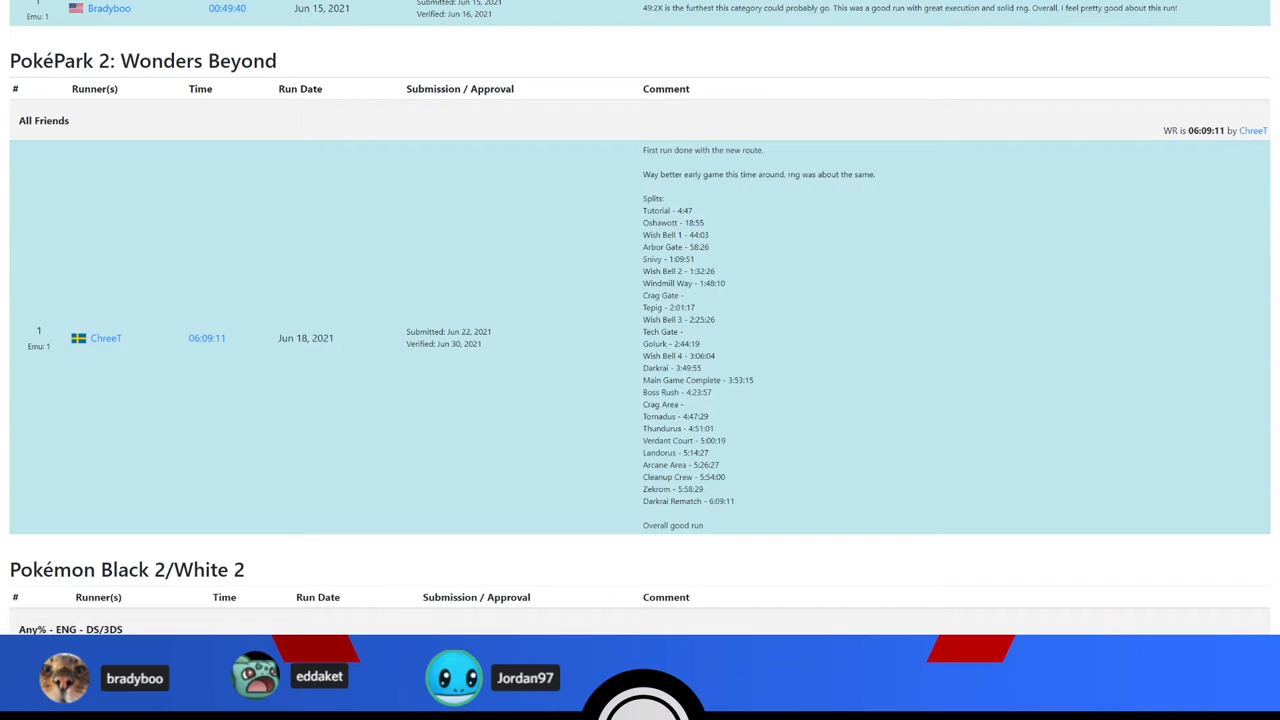 1
Emu: 1
Bradyboo
00:49:40
Jun 15, 2021
Submitted: Jun 15, 2021
Verified: Jun 16, 2021
49:2X is the furthest this category could probably go. This was a good run with great execution and solid rng. Overall, I feel pretty good about this run!
PokéPark 2: Wonders Beyond
# Runner(s) Time Run Date Submission / Approval Comment
All Friends
WR is 06:09:11 by ChreeT
1
Emu: 1
ChreeT
06:09:11
Jun 18, 2021
Submitted: Jun 22, 2021
Verified: Jun 30, 2021
First run done with the new route.
Way better early game this time around, rng was about the same.
Splits:
Tutorial - 4:47
Oshawott - 18:55
Wish Bell 1 - 44:03
Arbor Gate - 58:26
Snivy - 1:09:51
Wish Bell 2 - 1:32:26
Windmill Way - 1:48:10
Crag Gate -
Tepig - 2:01:17
Wish Bell 3 - 2:25:26
Tech Gate -
Golurk - 2:44:19
Wish Bell 4 - 3:06:04
Darkrai - 3:49:55
Main Game Complete - 3:53:15
Boss Rush - 4:23:57
Crag Area -
Tornadus - 4:47:29
Thundurus - 4:51:01
Verdant Court - 5:00:19
Landorus - 5:14:27
Arcane Area - 5:26:27
Cleanup Crew - 5:54:00
Zekrom - 5:58:29
Darkrai Rematch - 6:09:11
Overall good run
Pokémon Black 2/White 2
# Runner(s) Time Run Date Submission / Approval Comment
Any% - ENG - DS/3DS
bradyboo
eddaket
Jordan97